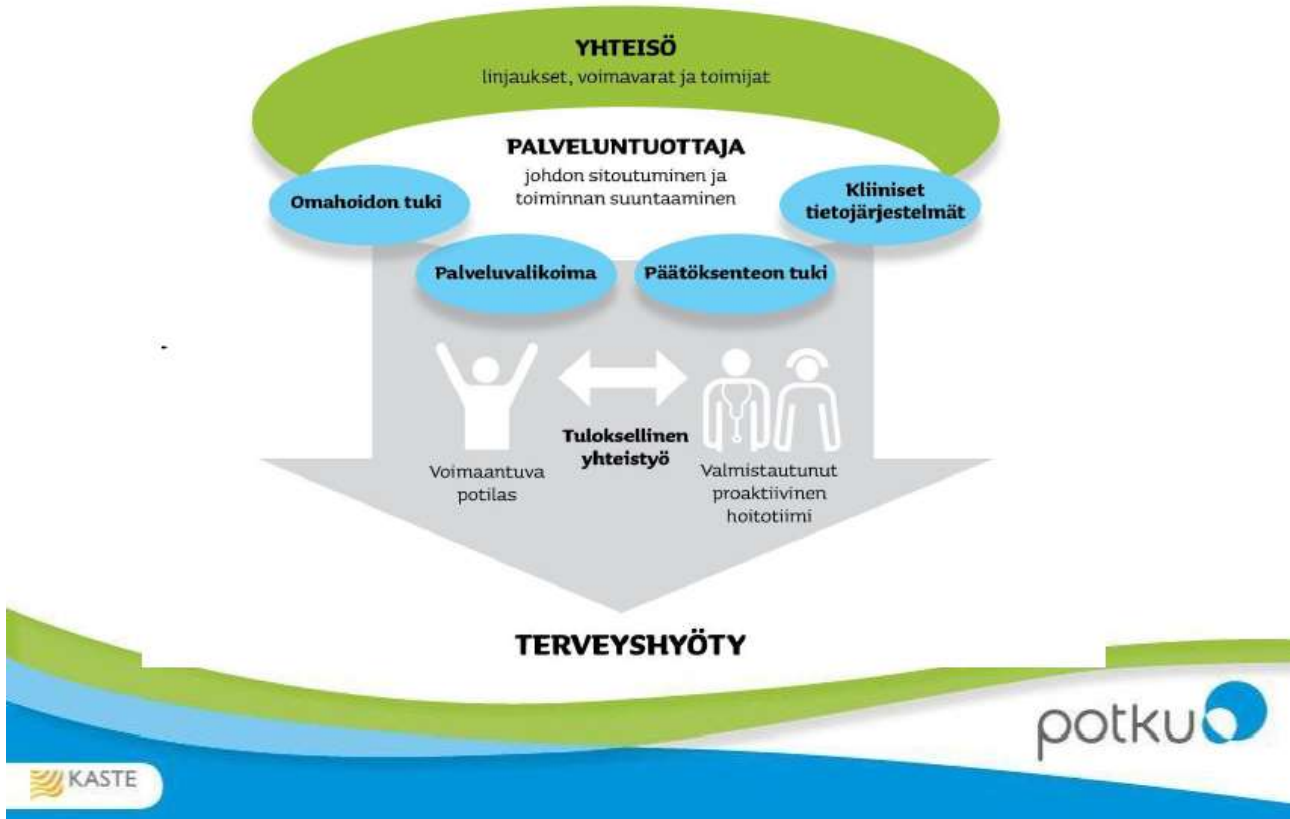 YHTEISÖ
linjaukset, voimavarat ja toimijat
PALVELUNTUOTTAJA
johdon sitoutuminen ja
toiminnan suuntaaminen
Omahoidon tuki
Kliiniset
tietojärjestelmät
Palveluvalikoima
Päätöksenteon tuki
Tuloksellinen
yhteistyö
Voimaantuva
potilas
Valmistautunut
proaktiivinen
hoitotiimi
TERVEYSHYÖTY
potku
KASTE